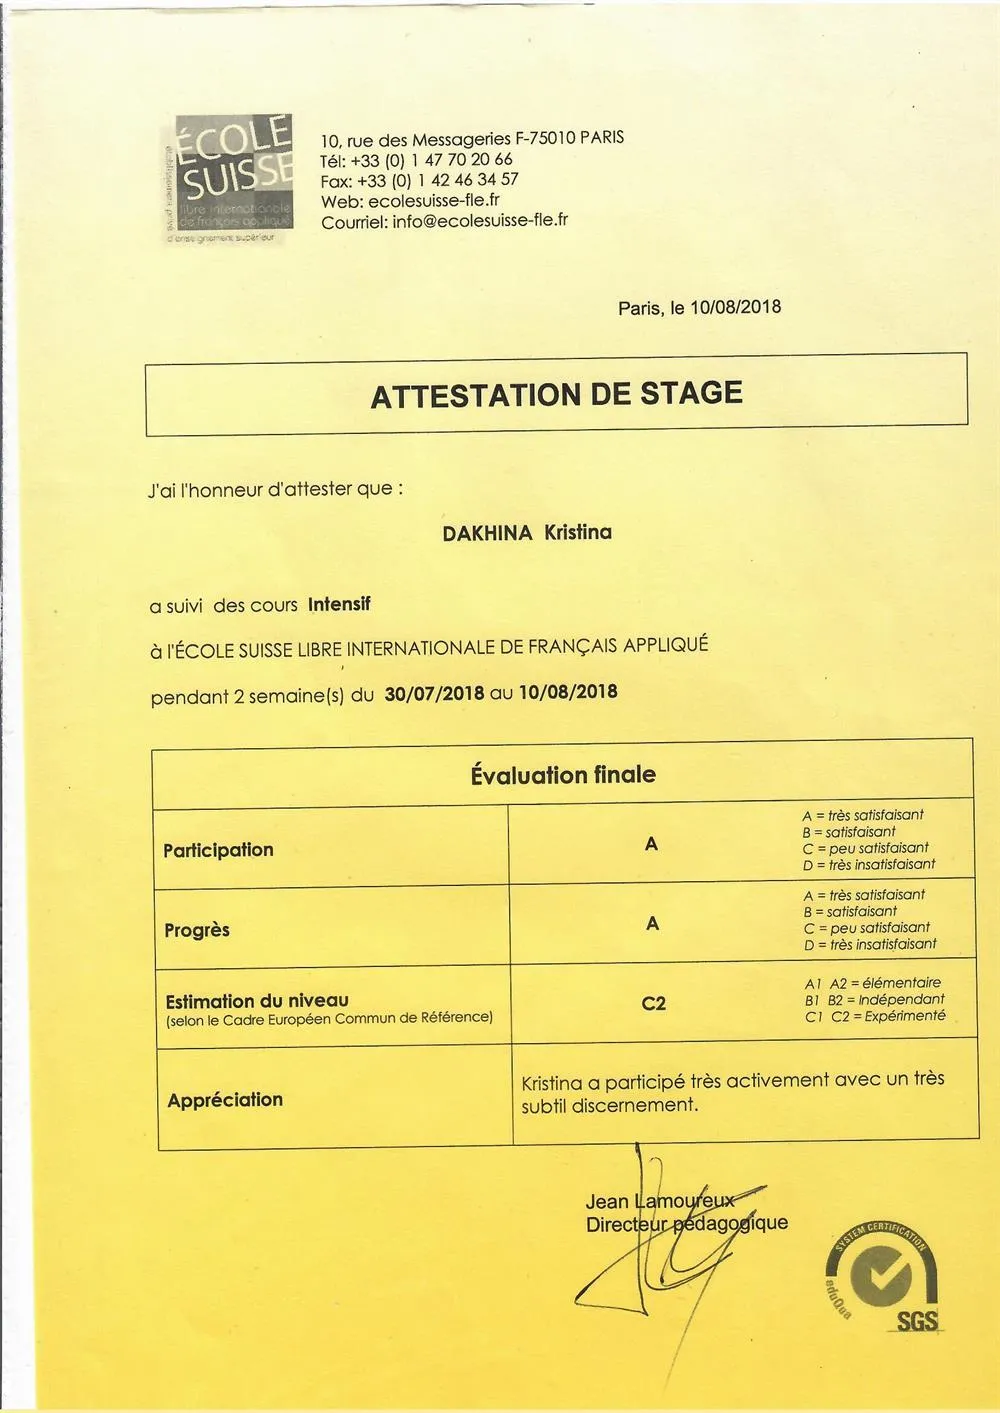 ÉCOLE
SUISSE
libre internationale
de français appliqué
établissement privé
d'enseignement supérieur
10, rue des Messageries F-75010 PARIS
Tél: +33 (0) 1 47 70 20 66
Fax: +33 (0) 1 42 46 34 57
Web: ecolesuisse-fle.fr
Courriel: info@ecolesuisse-fle.fr
Paris, le 10/08/2018
ATTESTATION DE STAGE
J'ai l'honneur d'attester que :
DAKHINA Kristina
a suivi des cours Intensif
à l'ÉCOLE SUISSE LIBRE INTERNATIONALE DE FRANÇAIS APPLIQUÉ
pendant 2 semaine(s) du 30/07/2018 au 10/08/2018
Évaluation finale
Participation
A
A = très satisfaisant
B = satisfaisant
C = peu satisfaisant
D = très insatisfaisant
Progrès
A
A = très satisfaisant
B = satisfaisant
C = peu satisfaisant
D = très insatisfaisant
Estimation du niveau
(selon le Cadre Européen Commun de Référence)
C2
A1 A2 = élémentaire
B1 B2 = Indépendant
C1 C2 = Expérimenté
Appréciation
Kristina a participé très activement avec un très
subtil discernement.
Jean Lamoureux
Directeur pédagogique
SYSTEM CERTIFICATION
eduQua
SGS